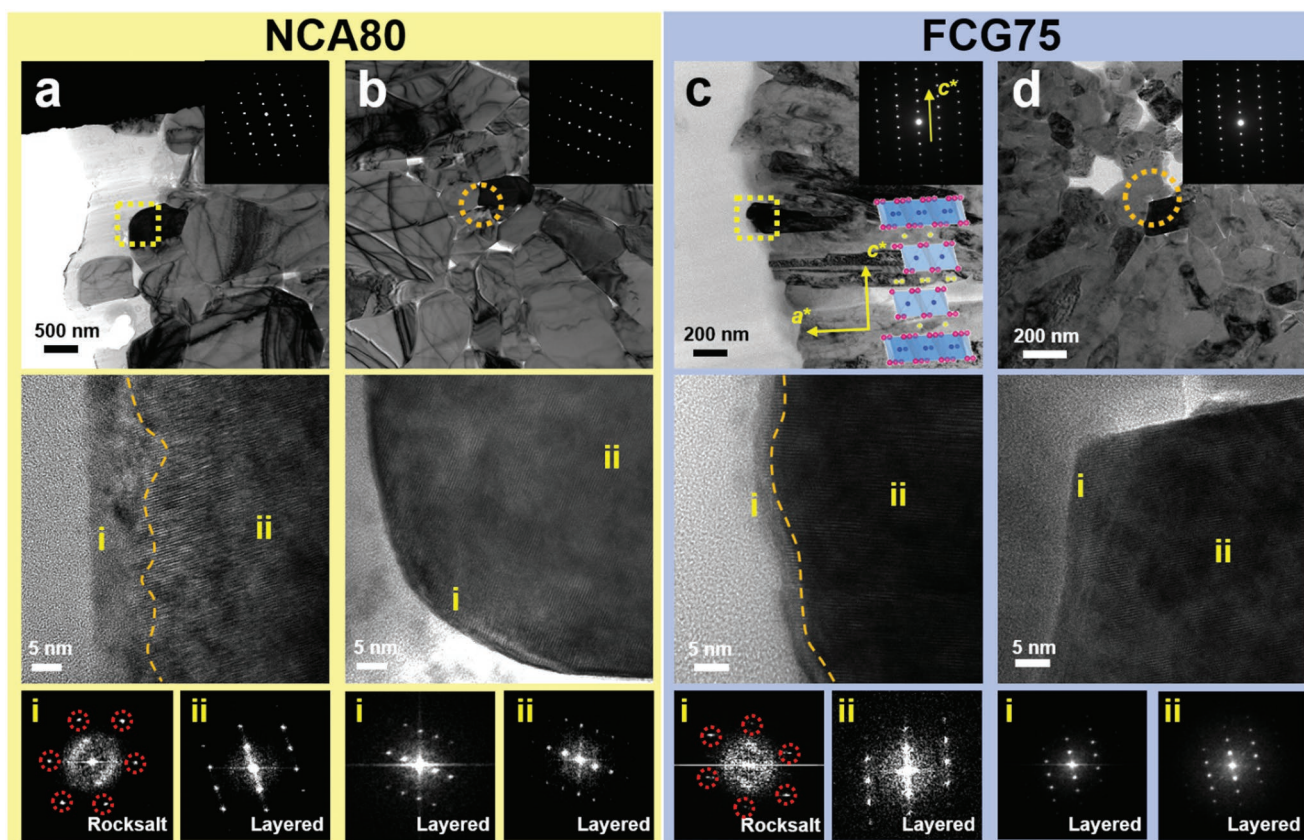 NCA80
FCG75
a
b
c
d
c*
c*
a*
500 nm
200 nm
200 nm
i
ii
ii
i
i
ii
i
ii
5 nm
5 nm
5 nm
5 nm
i
ii
i
ii
i
ii
i
ii
Rocksalt
Layered
Layered
Layered
Rocksalt
Layered
Layered
Layered